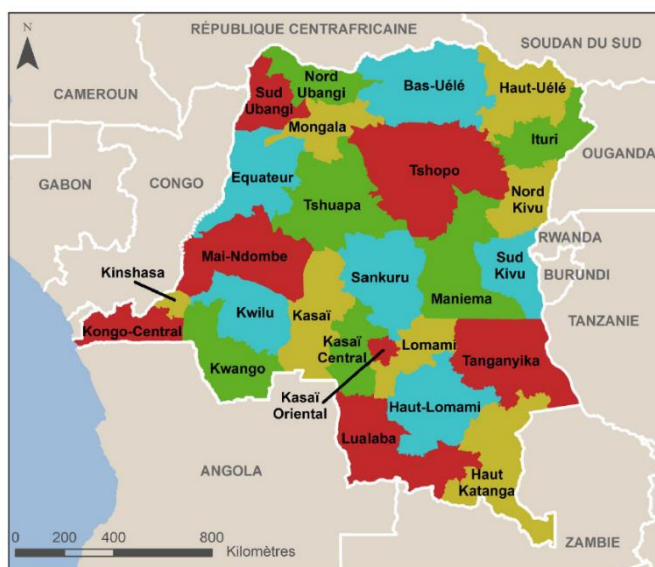 RÉPUBLIQUE CENTRAFRICAINE
SOUDAN DU SUD
N
CAMEROUN
Nord
Ubangi
Sud
Ubangi
Bas-Uélé
Haut-Uélé
Mongala
Ituri
OUGANDA
GABON
CONGO
Equateur
Tshopo
Tshuapa
Nord
Kivu
RWANDA
Mai-Ndombe
Sankuru
Sud
Kivu
BURUNDI
Kinshasa
Maniema
TANZANIE
Kwilu
Kasaï
Kongo-Central
Kasaï
Central
Lomami
Kwango
Tanganyika
Kasaï
Oriental
Haut-Lomami
Lualaba
ANGOLA
Haut
Katanga
0 200 400 800
Kilomètres
ZAMBIE